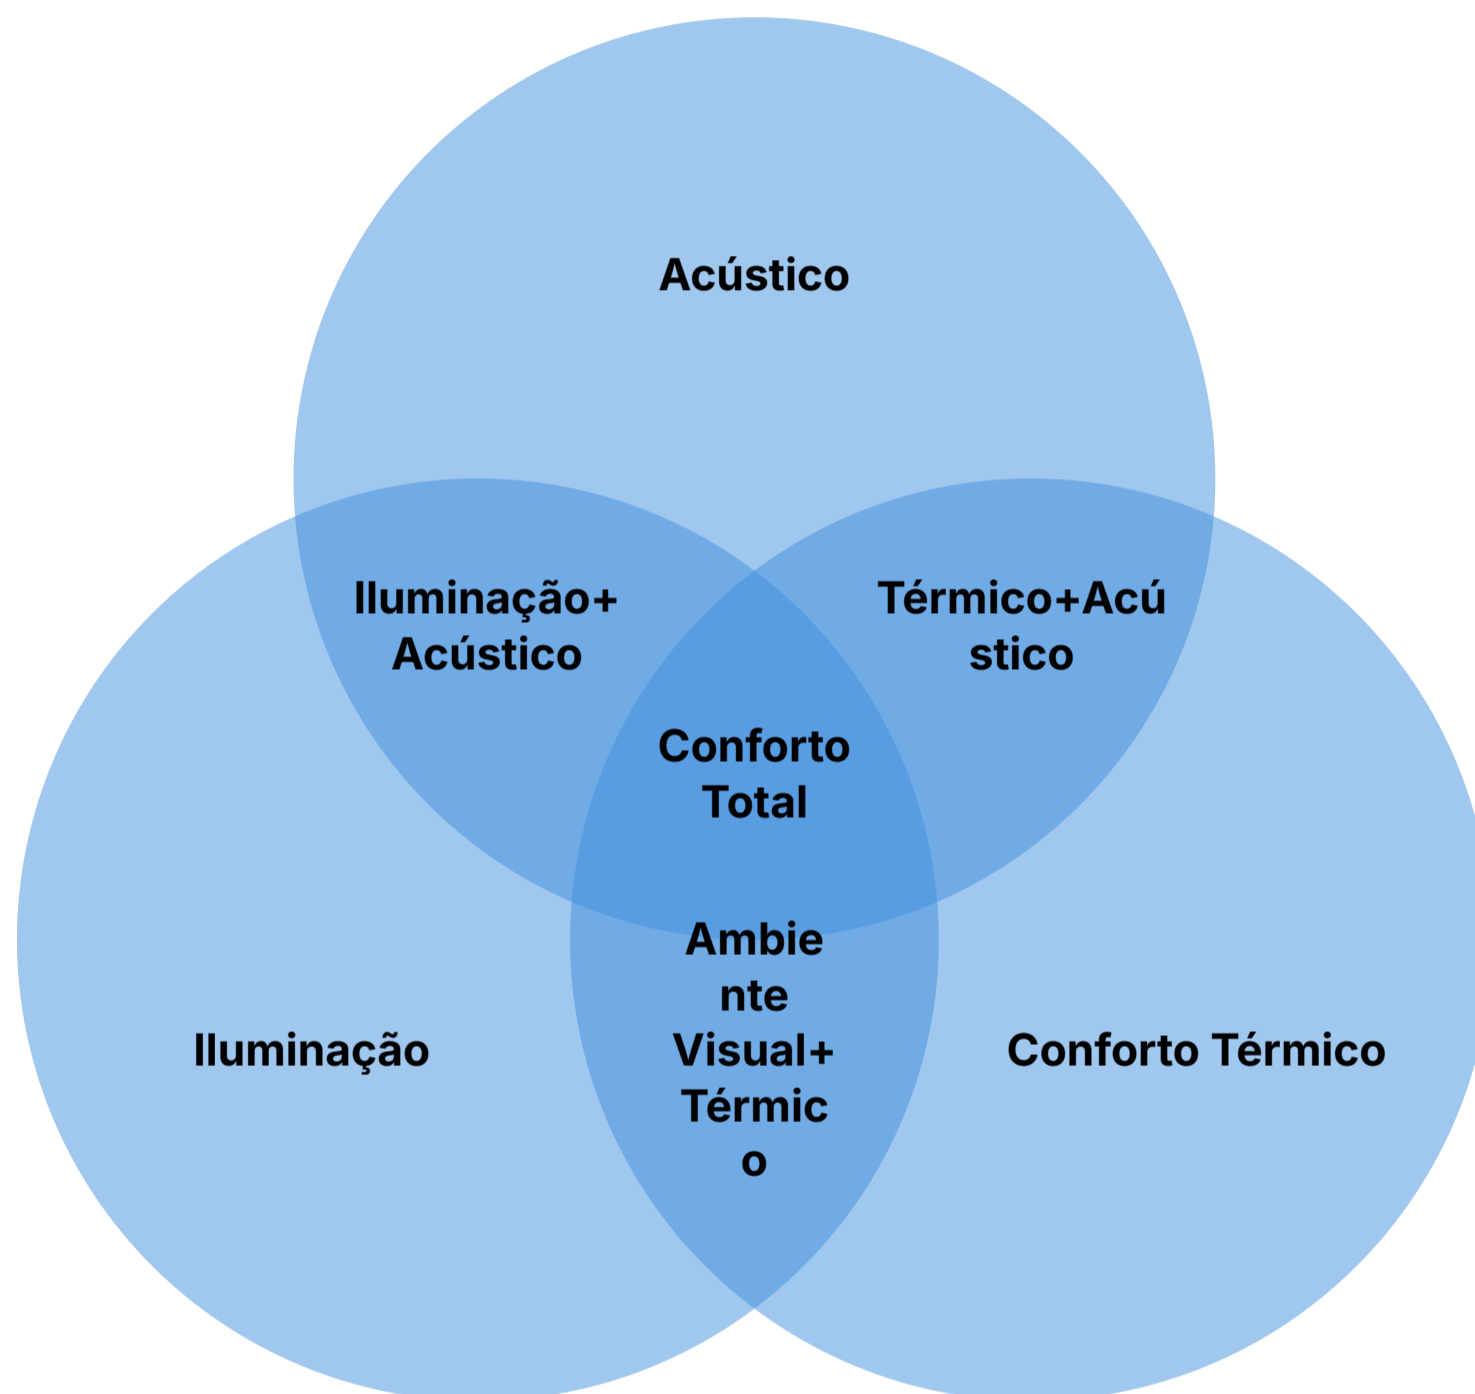 Acústico
Iluminação+
Acústico
Térmico+Acú
stico
Conforto
Total
Ambie
nte
Visual+
Térmic
o
Iluminação
Conforto Térmico